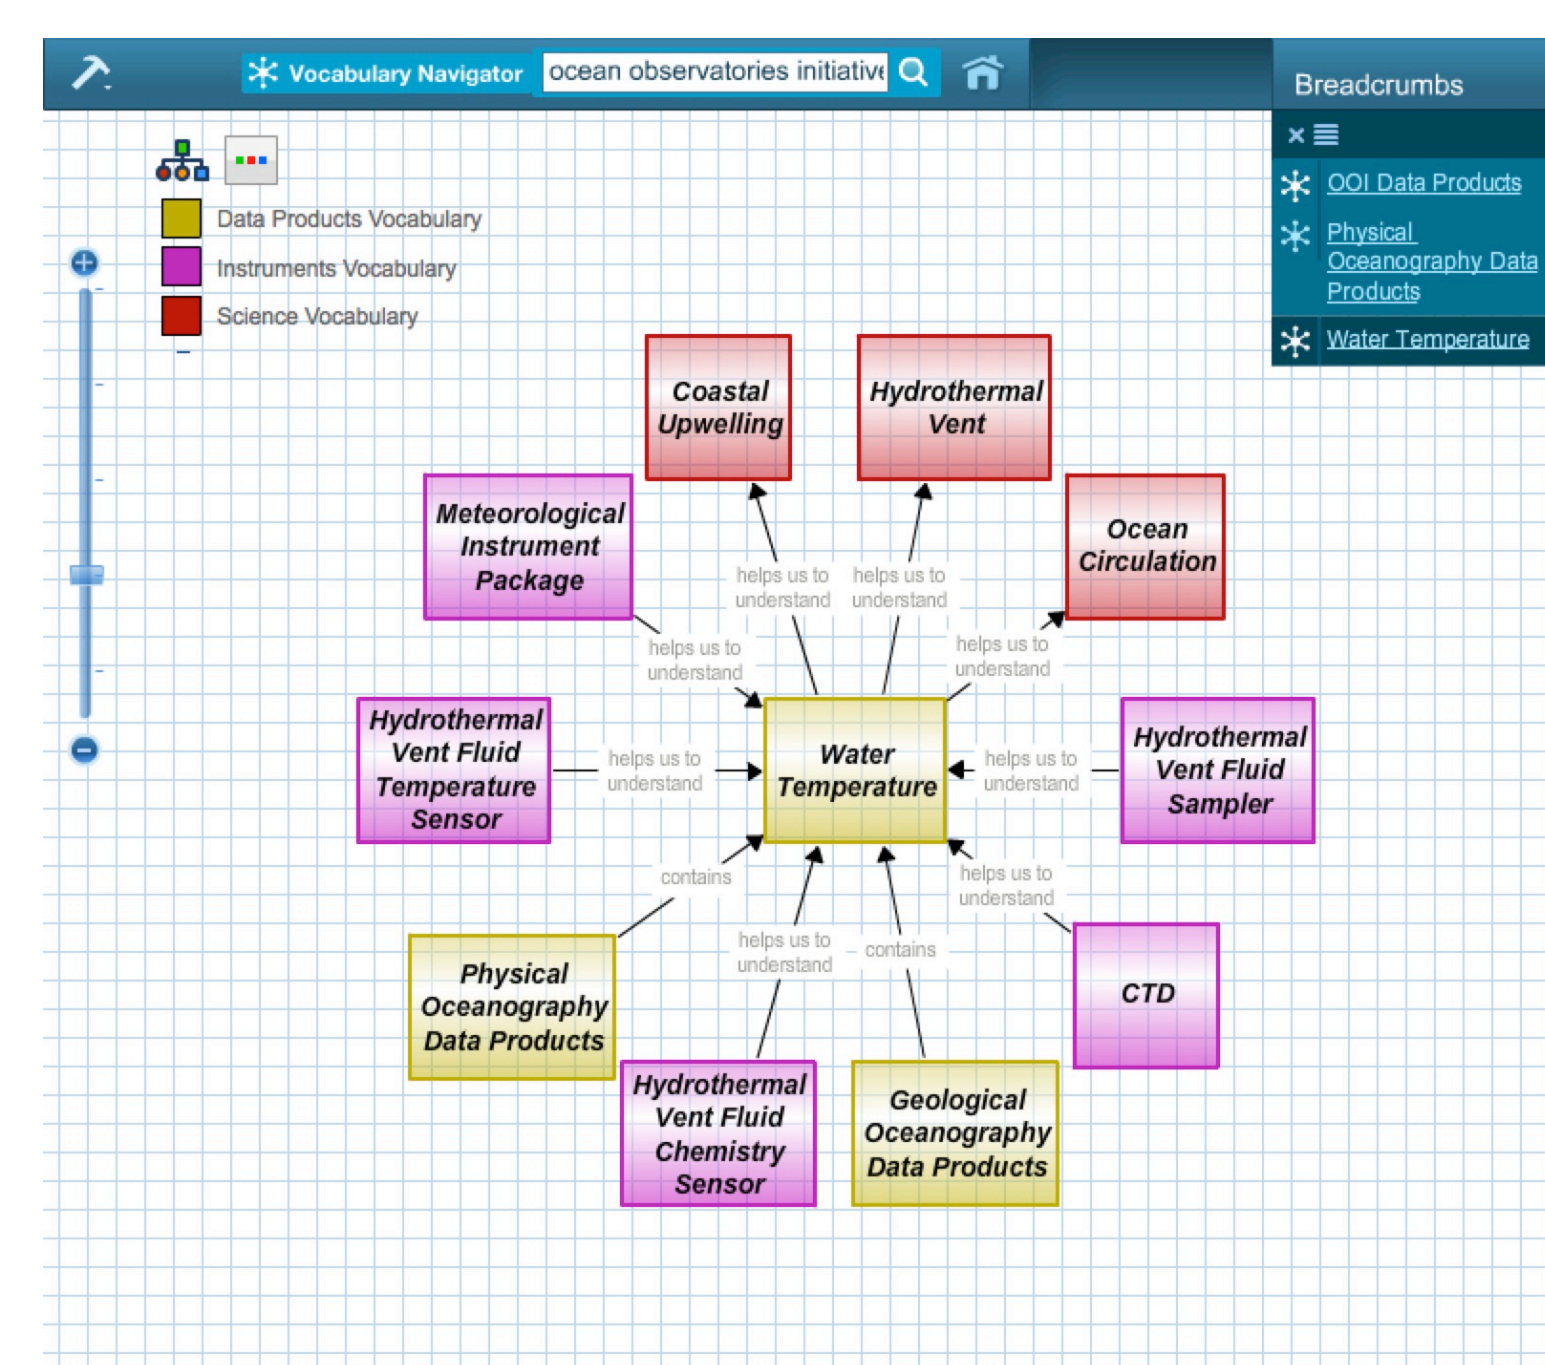 Vocabulary Navigator
ocean observatories initiative
Breadcrumbs
OOI Data Products
Physical
Oceanography Data
Products
Water Temperature
Data Products Vocabulary
Instruments Vocabulary
Science Vocabulary
Coastal
Upwelling
Hydrothermal
Vent
Ocean
Circulation
Meteorological
Instrument
Package
helps us to
understand
helps us to
understand
helps us to
understand
helps us to
understand
Hydrothermal
Vent Fluid
Temperature
Sensor
helps us to
understand
Water
Temperature
helps us to
understand
Hydrothermal
Vent Fluid
Sampler
contains
helps us to
understand
contains
helps us to
understand
Physical
Oceanography
Data Products
Hydrothermal
Vent Fluid
Chemistry
Sensor
Geological
Oceanography
Data Products
CTD